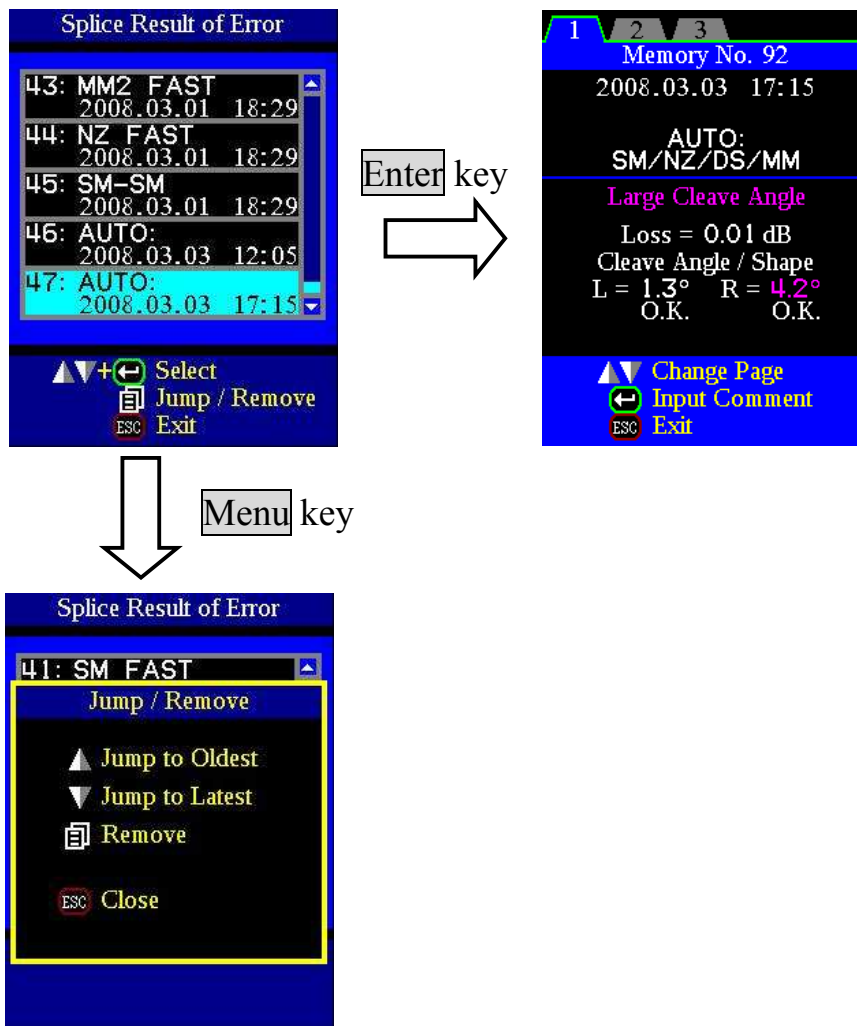 Splice Result of Error
43: MM2 FAST
2008.03.01 18:29
44: NZ FAST
2008.03.01 18:29
45: SM-SM
2008.03.01 18:29
46: AUTO:
2008.03.03 12:05
47: AUTO:
2008.03.03 17:15
+ Select
Jump / Remove
ESC Exit
Enter key
1 2 3
Memory No. 92
2008.03.03 17:15
AUTO:
SM/NZ/DS/MM
Large Cleave Angle
Loss = 0.01 dB
Cleave Angle / Shape
L = 1.3° R = 4.2°
O.K. O.K.
Change Page
Input Comment
ESC Exit
Menu key
Splice Result of Error
41: SM FAST
Jump / Remove
Jump to Oldest
Jump to Latest
Remove
ESC Close